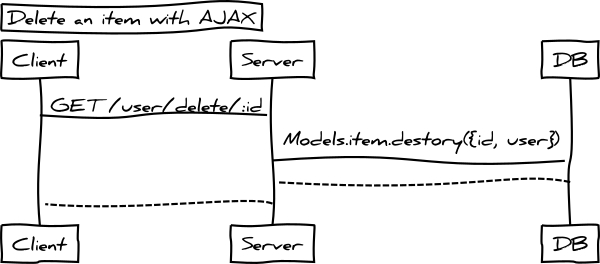 Delete an item with AJAX
Client Server DB
GET /user/delete/:id
Models.item.destory({id, user})
Client Server DB